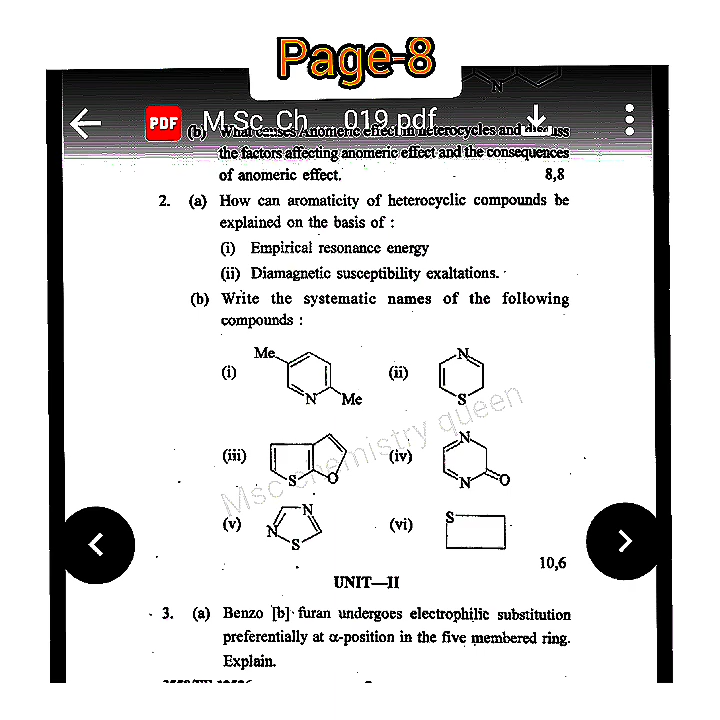 Page-8
N
PDF M.Sc_Ch 019.pdf
(b) What causes Anomeric effect in heterocycles and discuss
the factors affecting anomeric effect and the consequences
of anomeric effect. 8,8
2. (a) How can aromaticity of heterocyclic compounds be
explained on the basis of :
(i) Empirical resonance energy
(ii) Diamagnetic susceptibility exaltations.
(b) Write the systematic names of the following
compounds :
(i) Me N Me (ii) N S
(iii) S O (iv) N N O
(v) N N S (vi) S
Msc chemistry queen
10,6
UNIT—II
3. (a) Benzo [b] furan undergoes electrophilic substitution
preferentially at α-position in the five membered ring.
Explain.